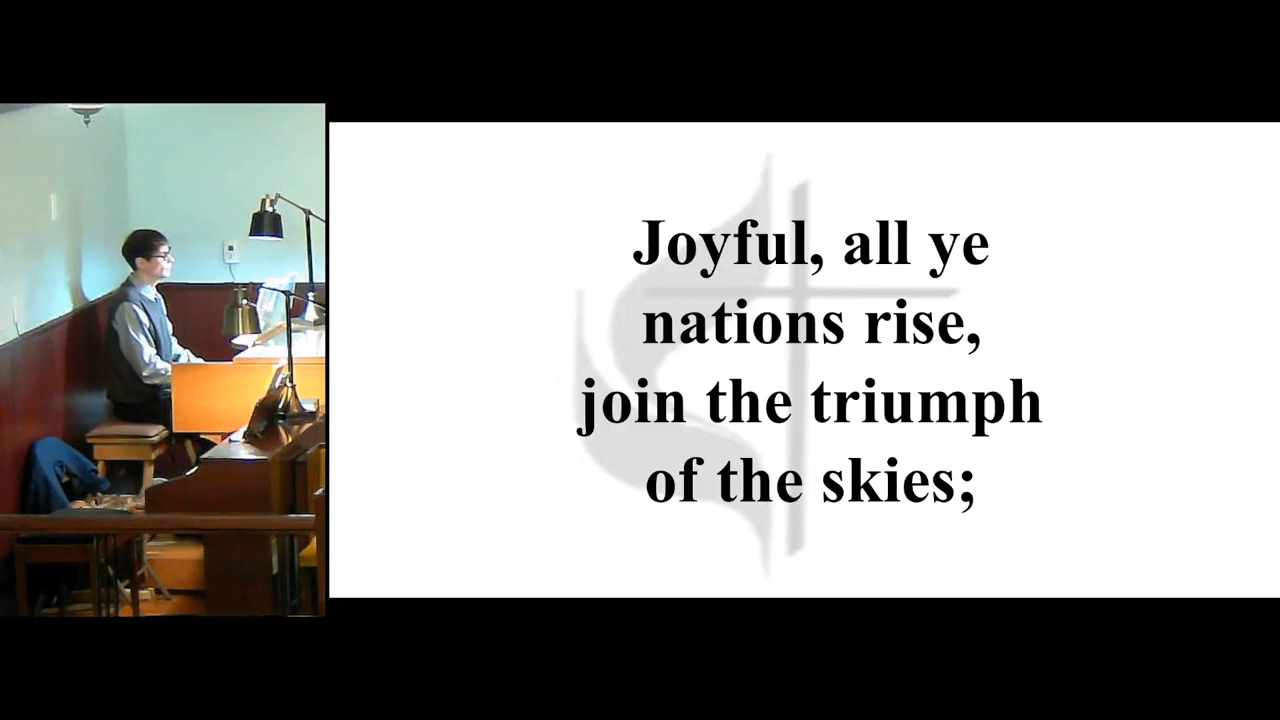 Joyful, all ye
nations rise,
join the triumph
of the skies;